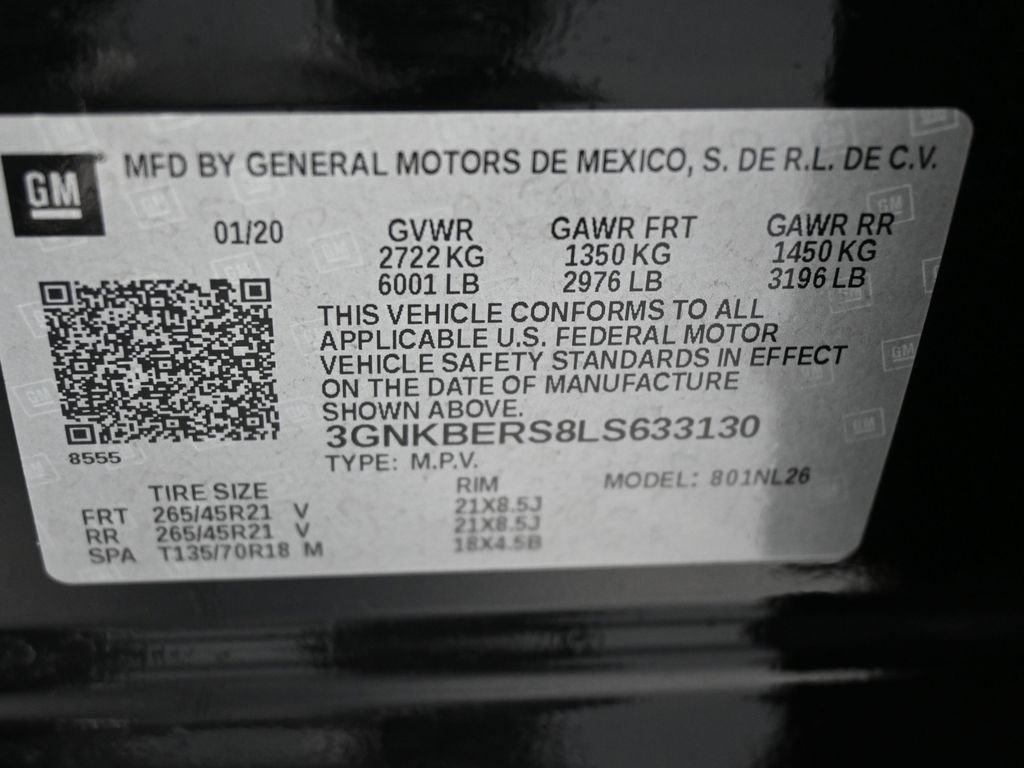 GM
MFD BY GENERAL MOTORS DE MEXICO, S. DE R.L. DE C.V.
01/20 GVWR GAWR FRT GAWR RR
2722 KG 1350 KG 1450 KG
6001 LB 2976 LB 3196 LB
THIS VEHICLE CONFORMS TO ALL
APPLICABLE U.S. FEDERAL MOTOR
VEHICLE SAFETY STANDARDS IN EFFECT
ON THE DATE OF MANUFACTURE
SHOWN ABOVE.
3GNKBERS8LS633130
8555
TYPE: M.P.V.
TIRE SIZE RIM MODEL: 801NL26
FRT 265/45R21 V 21X8.5J
RR 265/45R21 V 21X8.5J
SPA T135/70R18 M 18X4.5B